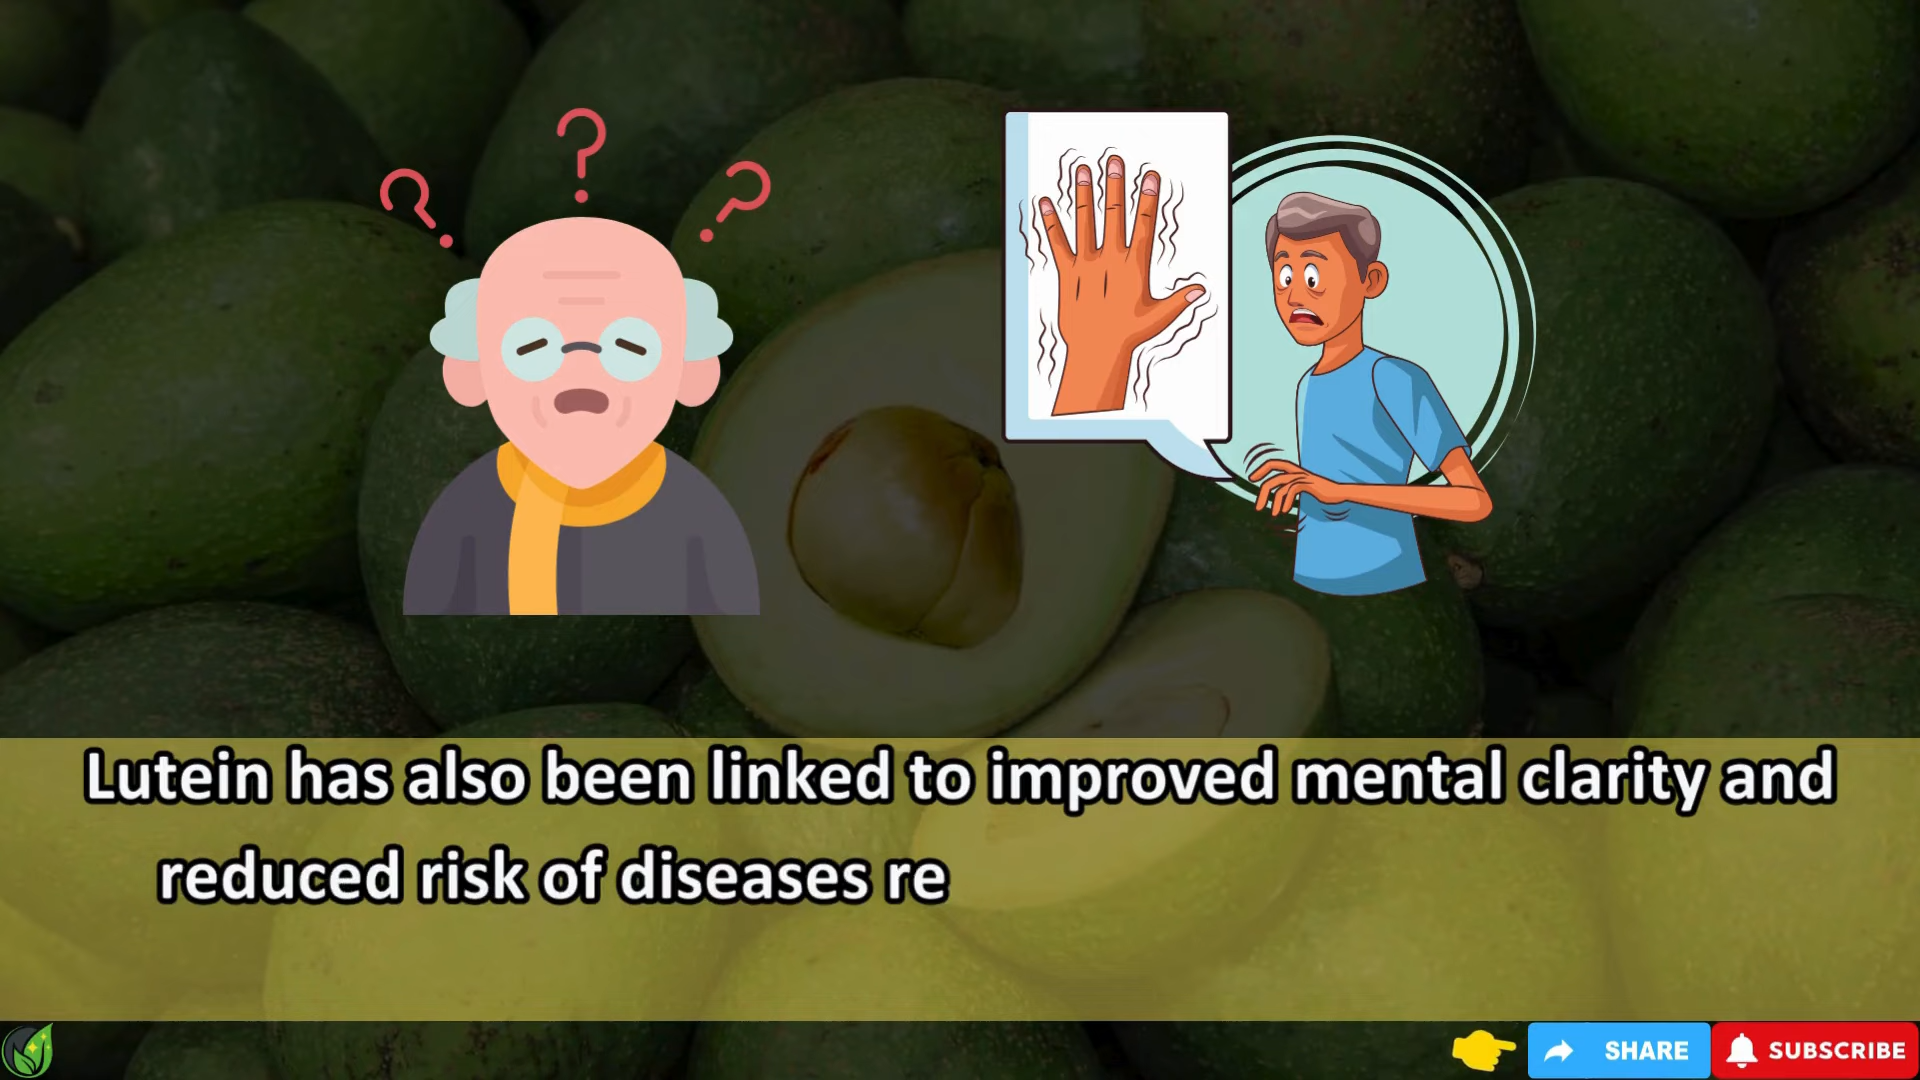 Lutein has also been linked to improved mental clarity and
reduced risk of diseases re
SHARE
SUBSCRIBE